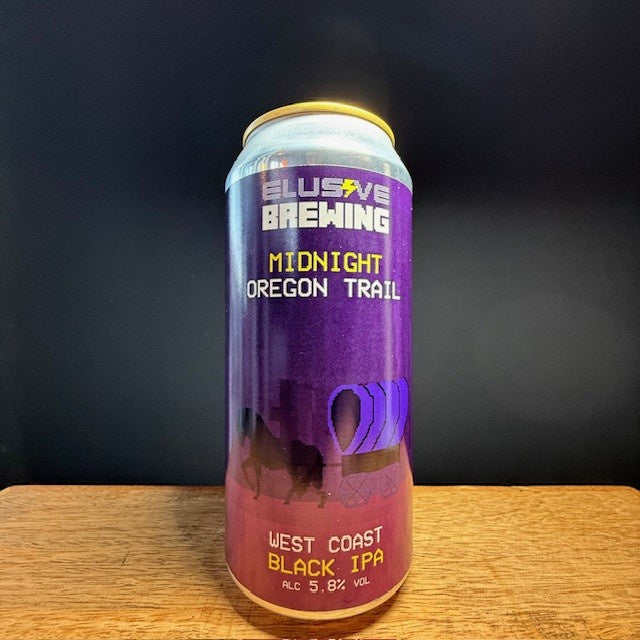 ELUSIVE
BREWING
MIDNIGHT
OREGON TRAIL
WEST COAST
BLACK IPA
ALC 5.8% VOL